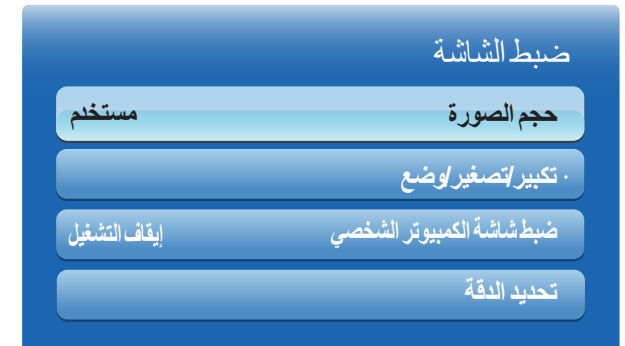 ضبط الشاشة
حجم الصورة مستخدم
· تكبير/تصغير/وضع
ضبط شاشة الكمبيوتر الشخصي إيقاف التشغيل
تحديد الدقة